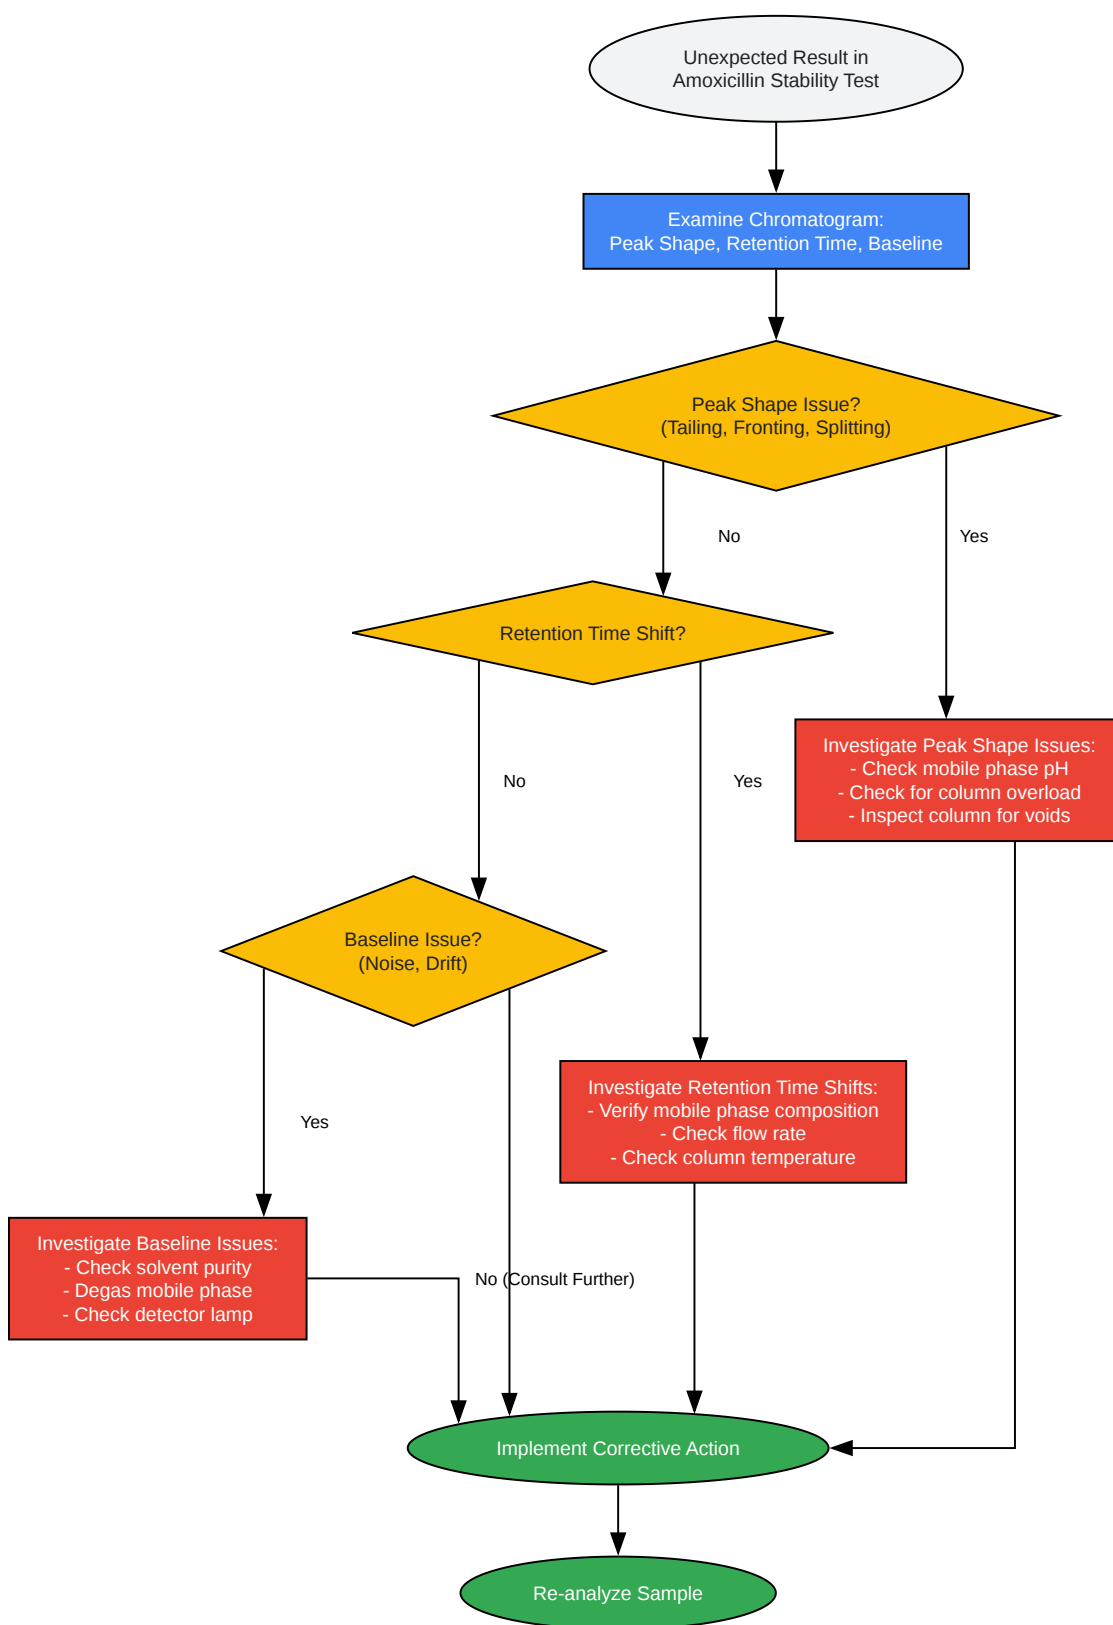 Unexpected Result in
Amoxicillin Stability Test
Examine Chromatogram:
Peak Shape, Retention Time, Baseline
Peak Shape Issue?
(Tailing, Fronting, Splitting)
No
Yes
Retention Time Shift?
Investigate Peak Shape Issues:
- Check mobile phase pH
- Check for column overload
- Inspect column for voids
No
Yes
Baseline Issue?
(Noise, Drift)
Investigate Retention Time Shifts:
- Verify mobile phase composition
- Check flow rate
- Check column temperature
Yes
Investigate Baseline Issues:
- Check solvent purity
- Degas mobile phase
- Check detector lamp
No (Consult Further)
Implement Corrective Action
Re-analyze Sample